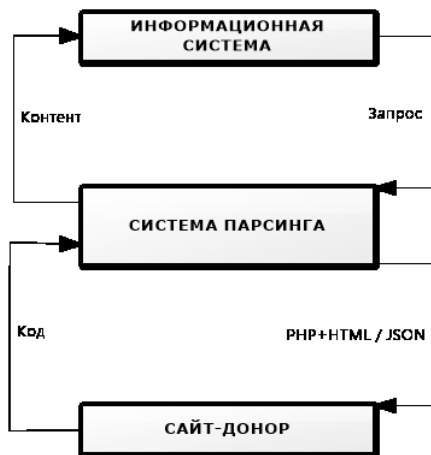 ИНФОРМАЦИОННАЯ
СИСТЕМА
Контент
Запрос
СИСТЕМА ПАРСИНГА
Код
PHP+HTML / JSON
САЙТ-ДОНОР